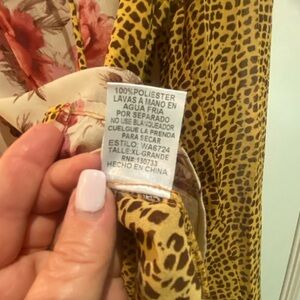 100% POLIESTER
LAVAS A MANO EN
AGUA FRIA
POR SEPARADO
NO USE BLANQUEADOR
CUELGUE LA PRENDA
PARA SECAR
ESTILO: WA6724
TALLE:XL-GRANDE
RN#: 130733
HECHO EN CHINA